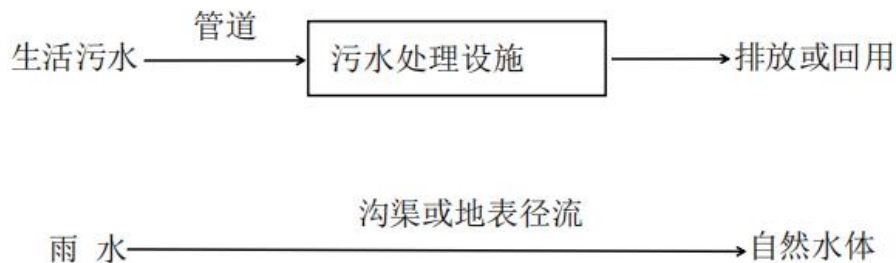 管道
生活污水
污水处理设施
排放或回用
沟渠或地表径流
雨 水
自然水体